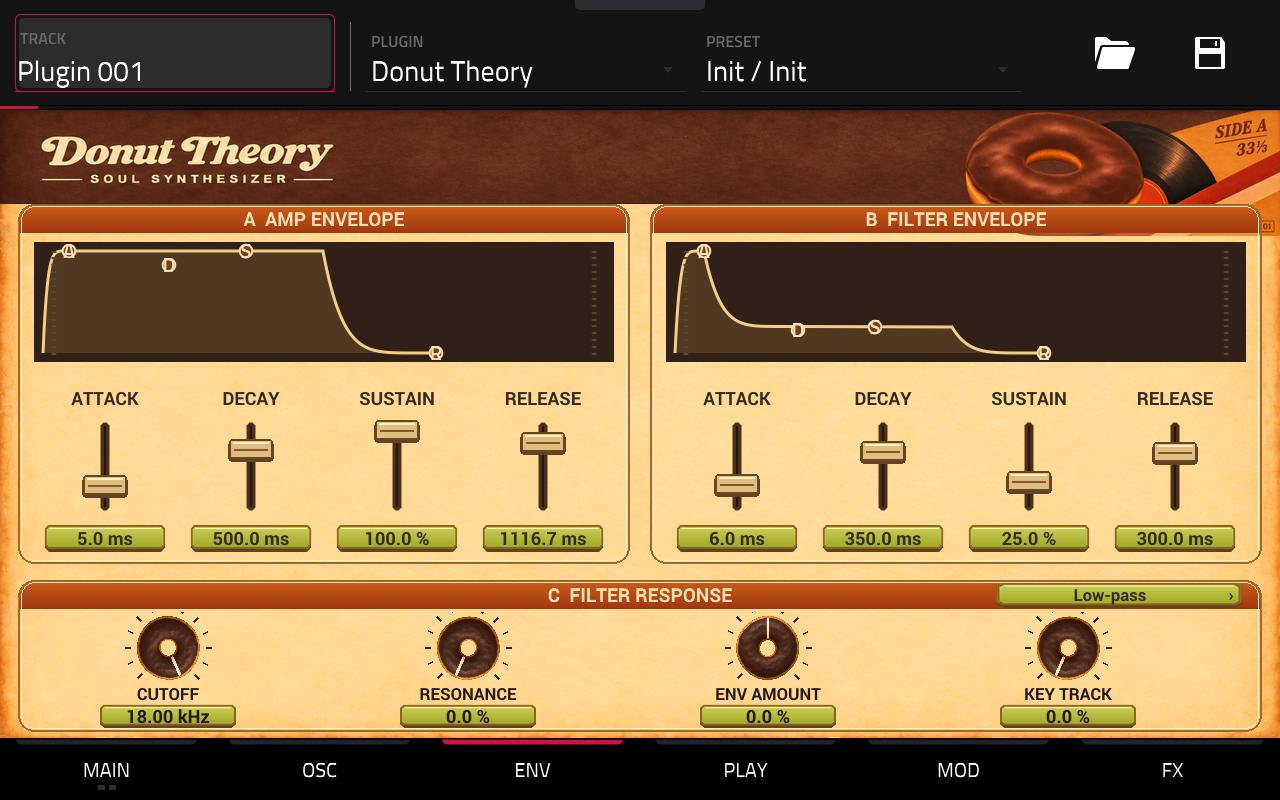 TRACK
Plugin 001
PLUGIN
Donut Theory
PRESET
Init / Init
Donut Theory
SOUL SYNTHESIZER
SIDE A
33⅓
01
A AMP ENVELOPE
A
D
S
R
ATTACK
DECAY
SUSTAIN
RELEASE
5.0 ms
500.0 ms
100.0 %
1116.7 ms
B FILTER ENVELOPE
A
D
S
R
ATTACK
DECAY
SUSTAIN
RELEASE
6.0 ms
350.0 ms
25.0 %
300.0 ms
C FILTER RESPONSE
Low-pass ›
CUTOFF
RESONANCE
ENV AMOUNT
KEY TRACK
18.00 kHz
0.0 %
0.0 %
0.0 %
MAIN
OSC
ENV
PLAY
MOD
FX